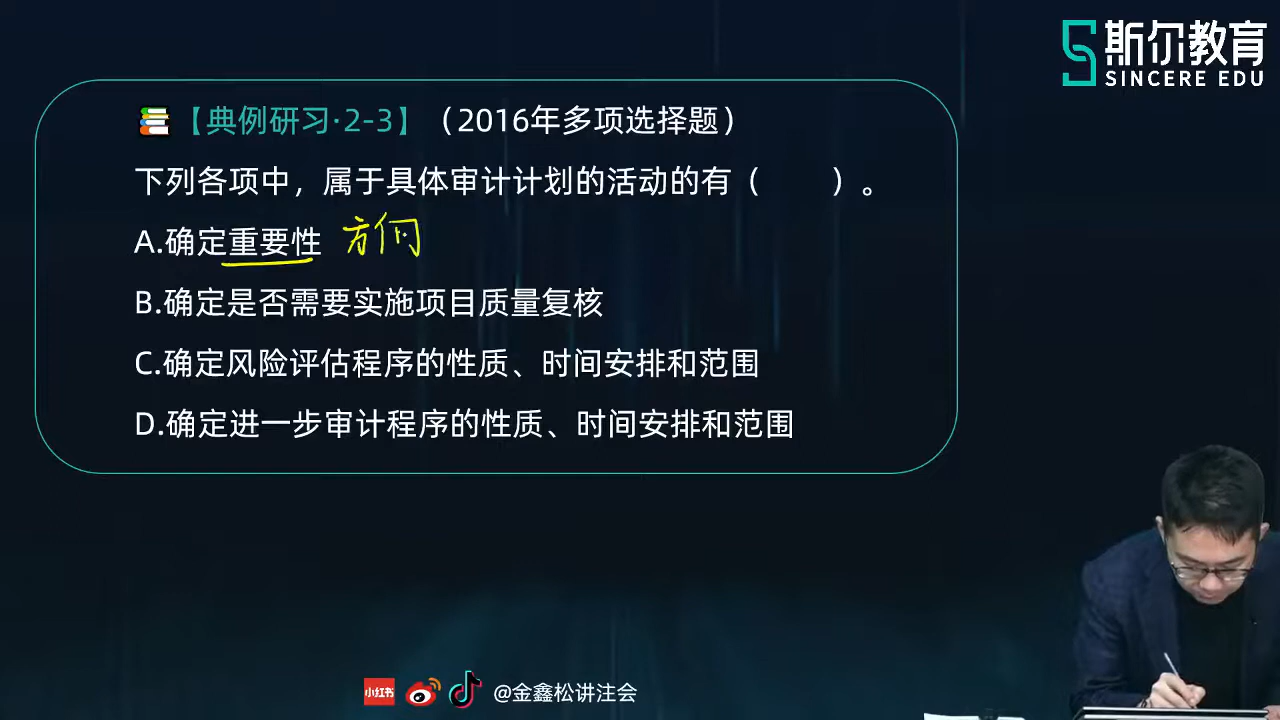 斯尔教育
SINCERE EDU
【典例研习·2-3】（2016年多项选择题）
下列各项中，属于具体审计计划的活动的有（　　）。
A.确定重要性 方向
B.确定是否需要实施项目质量复核
C.确定风险评估程序的性质、时间安排和范围
D.确定进一步审计程序的性质、时间安排和范围
小红书 @金鑫松讲注会